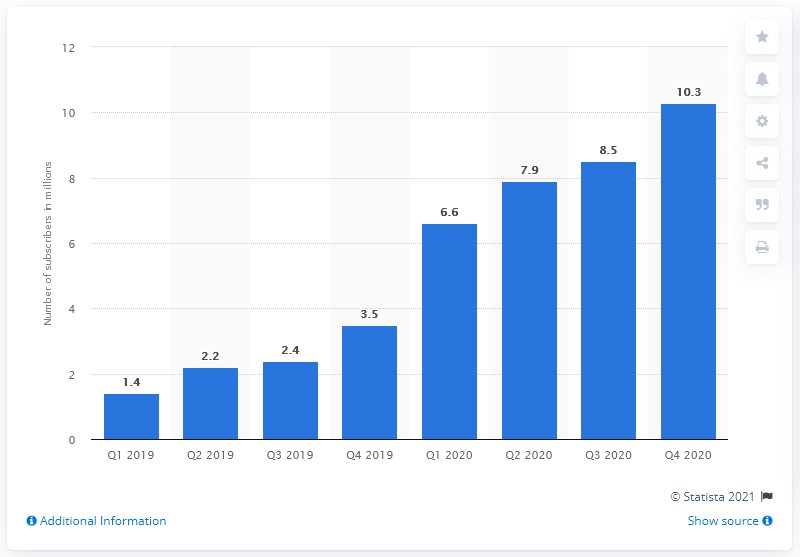 12
10
8
6
4
2
0
Number of subscribers in millions
1.4
2.2
2.4
3.5
6.6
7.9
8.5
10.3
Q1 2019
Q2 2019
Q3 2019
Q4 2019
Q1 2020
Q2 2020
Q3 2020
Q4 2020
© Statista 2021
Additional Information
Show source